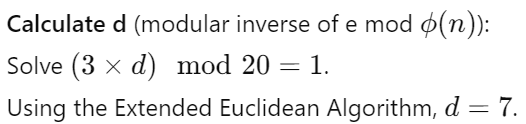 Calculate d (modular inverse of e mod ϕ(n)):
Solve (3 × d) mod 20 = 1.
Using the Extended Euclidean Algorithm, d = 7.